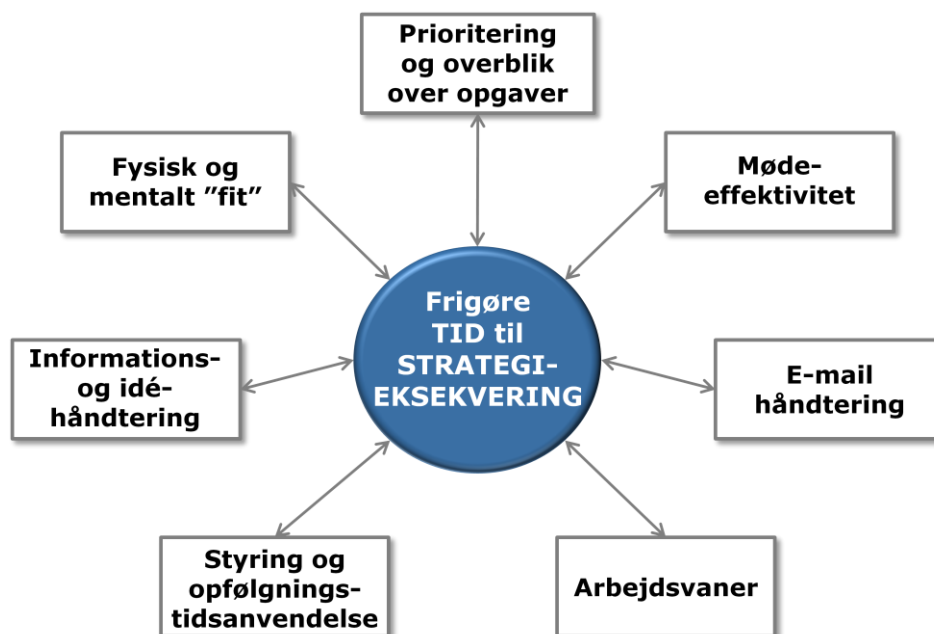 Prioritering
og overblik
over opgaver
Fysisk og
mentalt ”fit”
Møde-
effektivitet
Frigøre
TID til
STRATEGI-
EKSEKVERING
Informations-
og idé-
håndtering
E-mail
håndtering
Styring og
opfølgnings-
tidsanvendelse
Arbejdsvaner